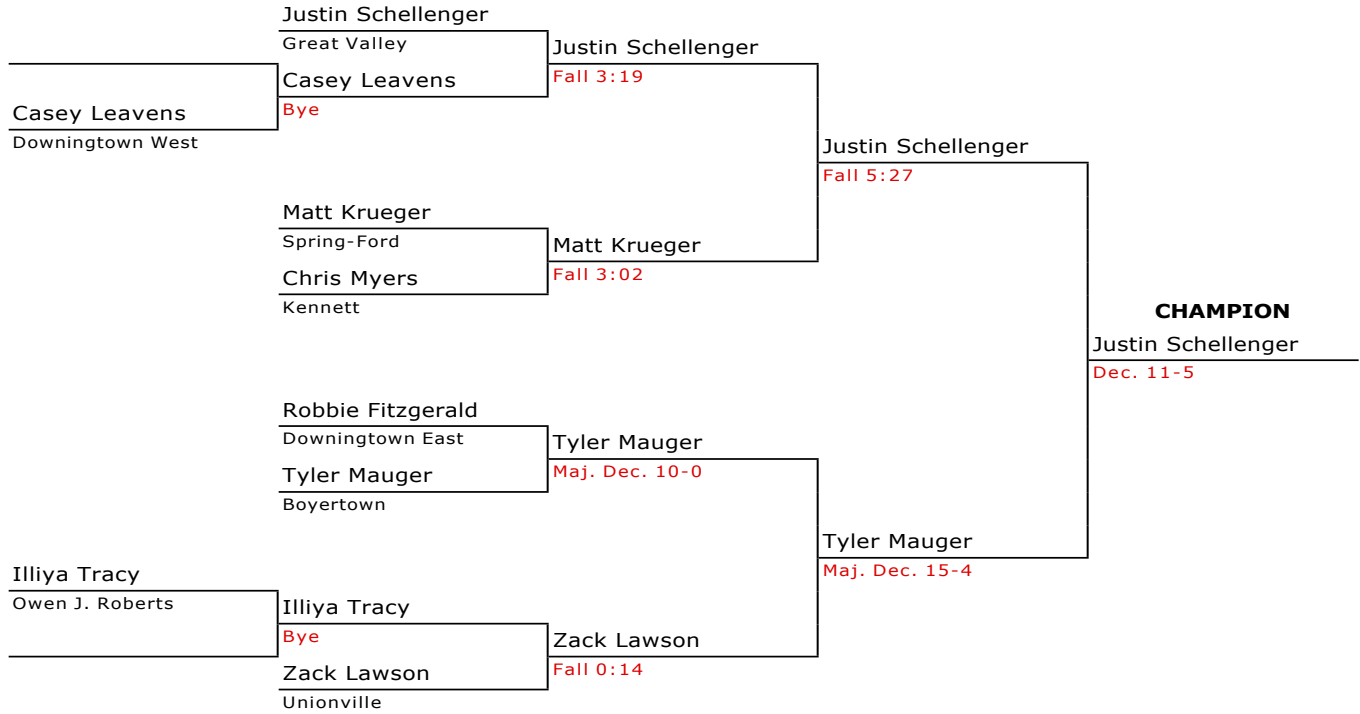 Justin Schellenger
Great Valley
Justin Schellenger
Casey Leavens
Fall 3:19
Casey Leavens
Bye
Downingtown West
Justin Schellenger
Fall 5:27
Matt Krueger
Spring-Ford
Matt Krueger
Chris Myers
Fall 3:02
Kennett
CHAMPION
Justin Schellenger
Dec. 11-5
Robbie Fitzgerald
Downingtown East
Tyler Mauger
Tyler Mauger
Maj. Dec. 10-0
Boyertown
Tyler Mauger
Maj. Dec. 15-4
Illiya Tracy
Owen J. Roberts
Illiya Tracy
Bye
Zack Lawson
Zack Lawson
Fall 0:14
Unionville